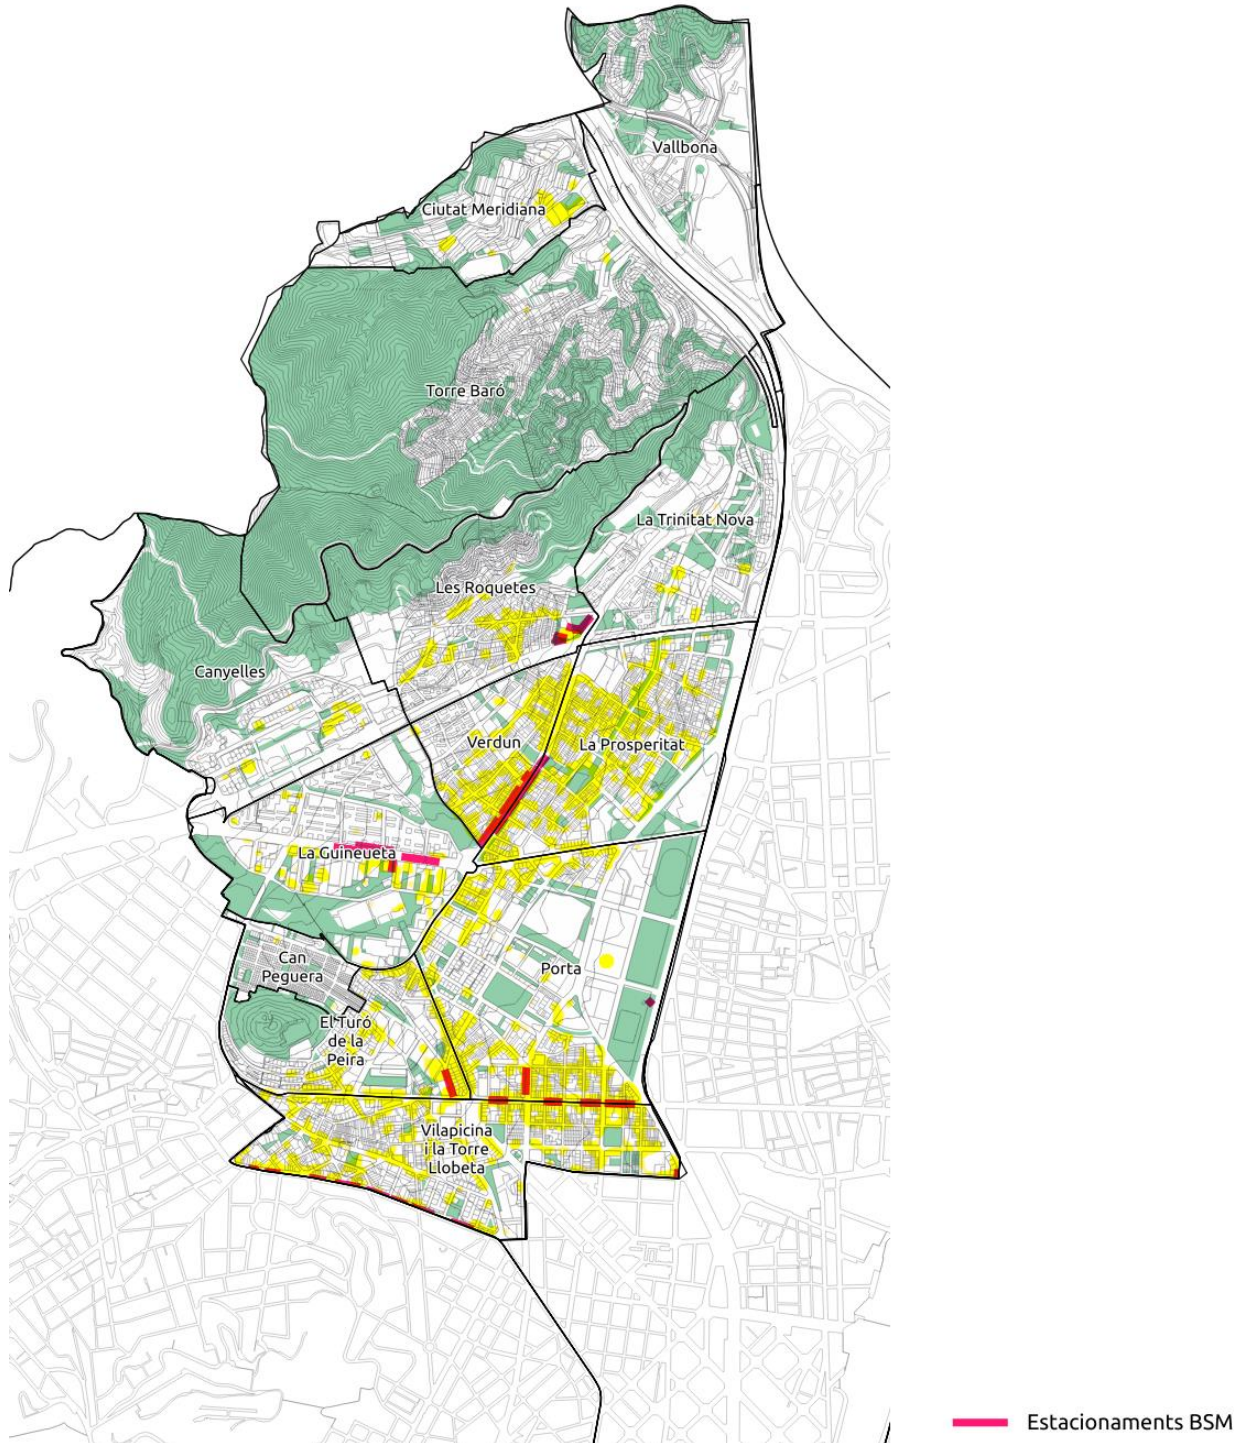 Vallbona
Ciutat Meridiana
Torre Baró
La Trinitat Nova
Les Roquetes
Canyelles
Verdun
La Prosperitat
La Guineueta
Can
Peguera
Porta
El Turó
de la
Peira
Vilapicina
i la Torre
Llobeta
Estacionaments BSM